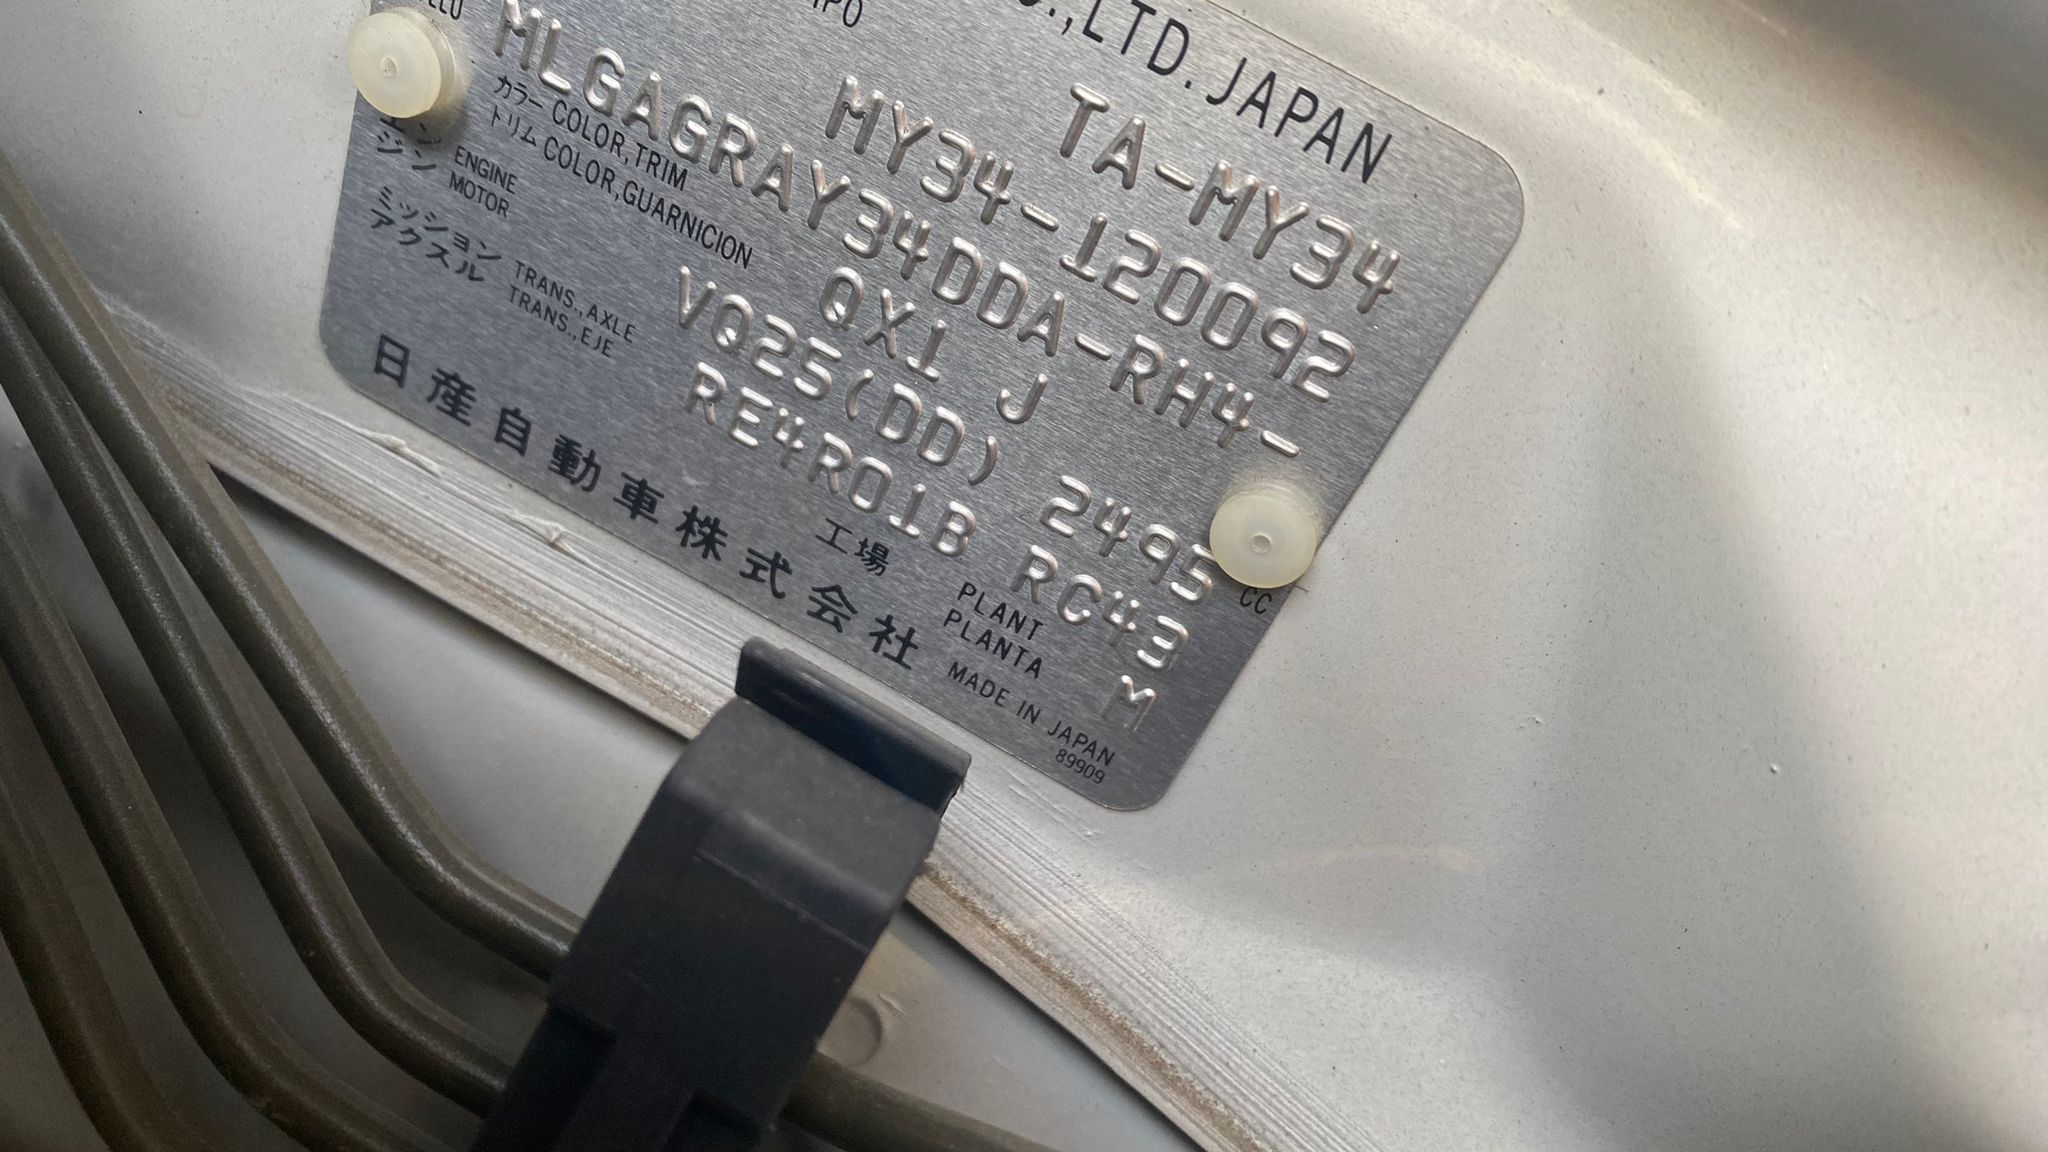 LTD. JAPAN
TA-MY34
MY34-120092
MLGAGRAY34DDA-RH4-
カラー COLOR, TRIM
トリム COLOR, GUARNICION
QX1 J
エンジン
ENGINE
MOTOR
VQ25(DD) 2495
CC
ミッション
アクスル
TRANS., AXLE
TRANS., EJE
RE4R01B RC43
工場
PLANT
PLANTA
M
日産自動車株式会社
MADE IN JAPAN
89909